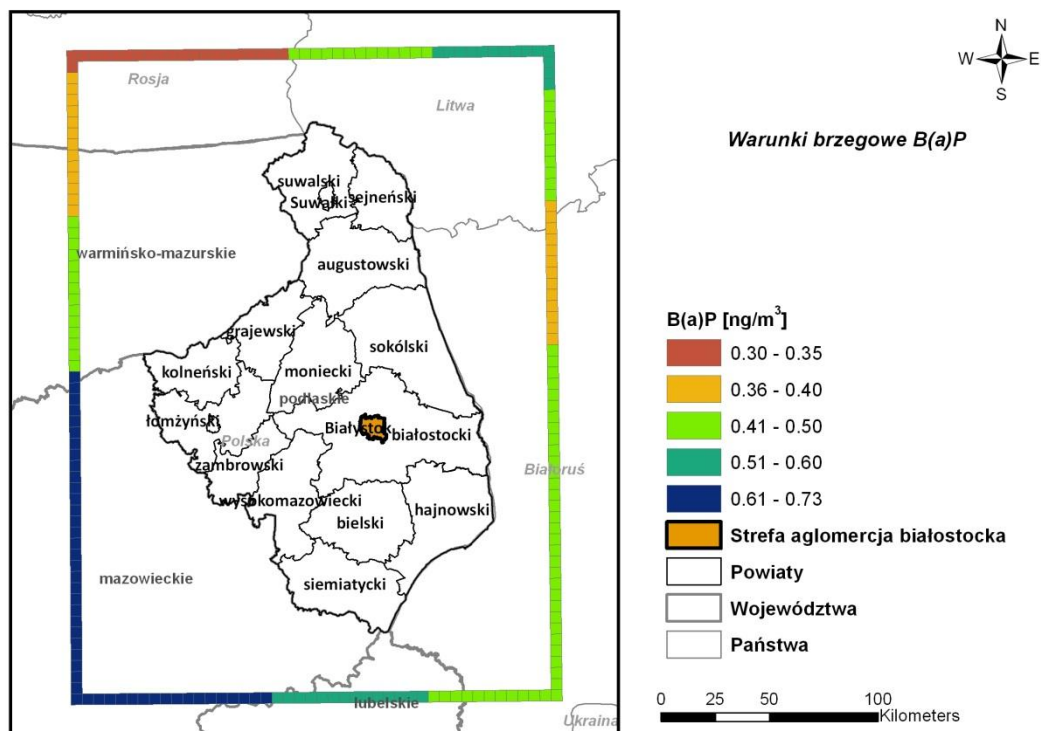 Rosja
Litwa
suwalski
Suwałki
sejneński
warmińsko-mazurskie
augustowski
grajewski
sokólski
kolneński
moniecki
podlaskie
łomżyński
Białystok
białostocki
Polska
zambrowski
Białoruś
wysokomazowiecki
hajnowski
bielski
mazowieckie
siemiatycki
lubelskie
Ukraina
N
W E
S
Warunki brzegowe B(a)P
B(a)P [ng/m³]
0.30 - 0.35
0.36 - 0.40
0.41 - 0.50
0.51 - 0.60
0.61 - 0.73
Strefa aglomercja białostocka
Powiaty
Województwa
Państwa
0 25 50 100
Kilometers